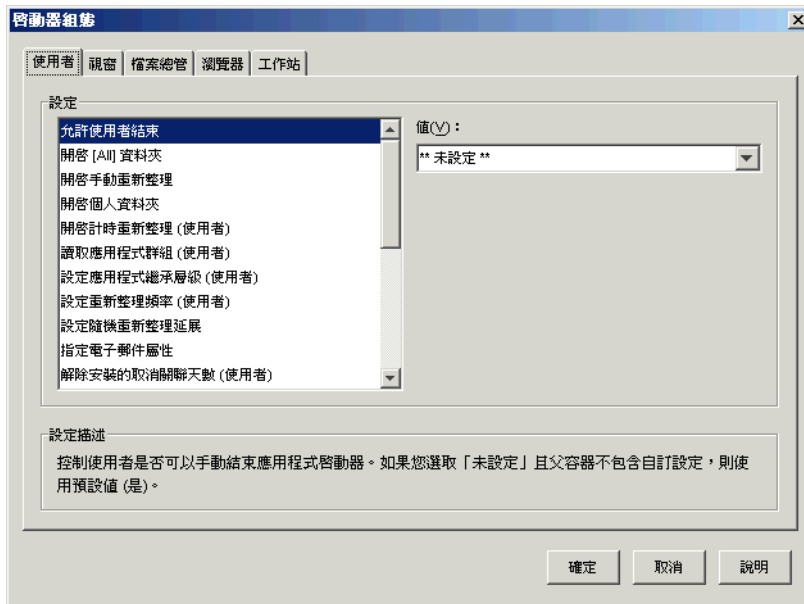 啓動器組態
使用者 視窗 檔案總管 瀏覽器 工作站
設定
允許使用者結束
開啓 [All] 資料夾
開啓手動重新整理
開啓個人資料夾
開啓計時重新整理 (使用者)
讀取應用程式群組 (使用者)
設定應用程式繼承層級 (使用者)
設定重新整理頻率 (使用者)
設定隨機重新整理延展
指定電子郵件屬性
解除安裝的取消關聯天數 (使用者)
值(V)：
** 未設定 **
設定描述
控制使用者是否可以手動結束應用程式啓動器。如果您選取「未設定」且父容器不包含自訂設定，則使
用預設值 (是)。
確定 取消 說明